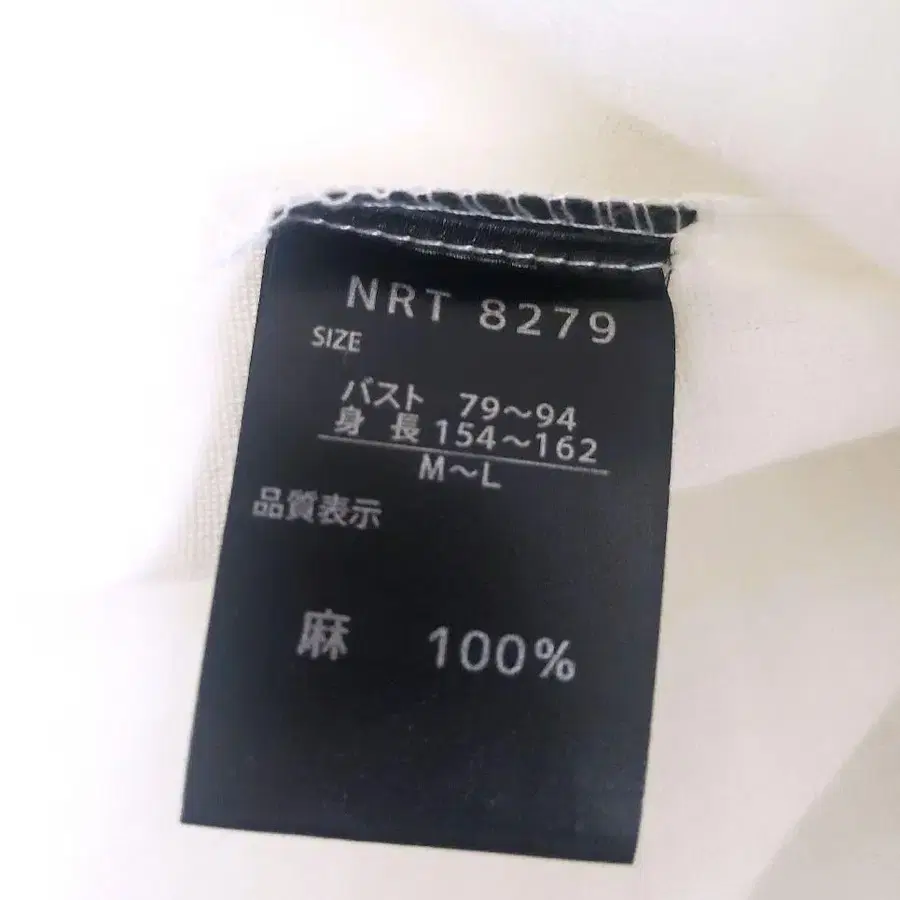 NRT 8279
SIZE
バスト 79～94
身長 154～162
M～L
品質表示
麻 100%